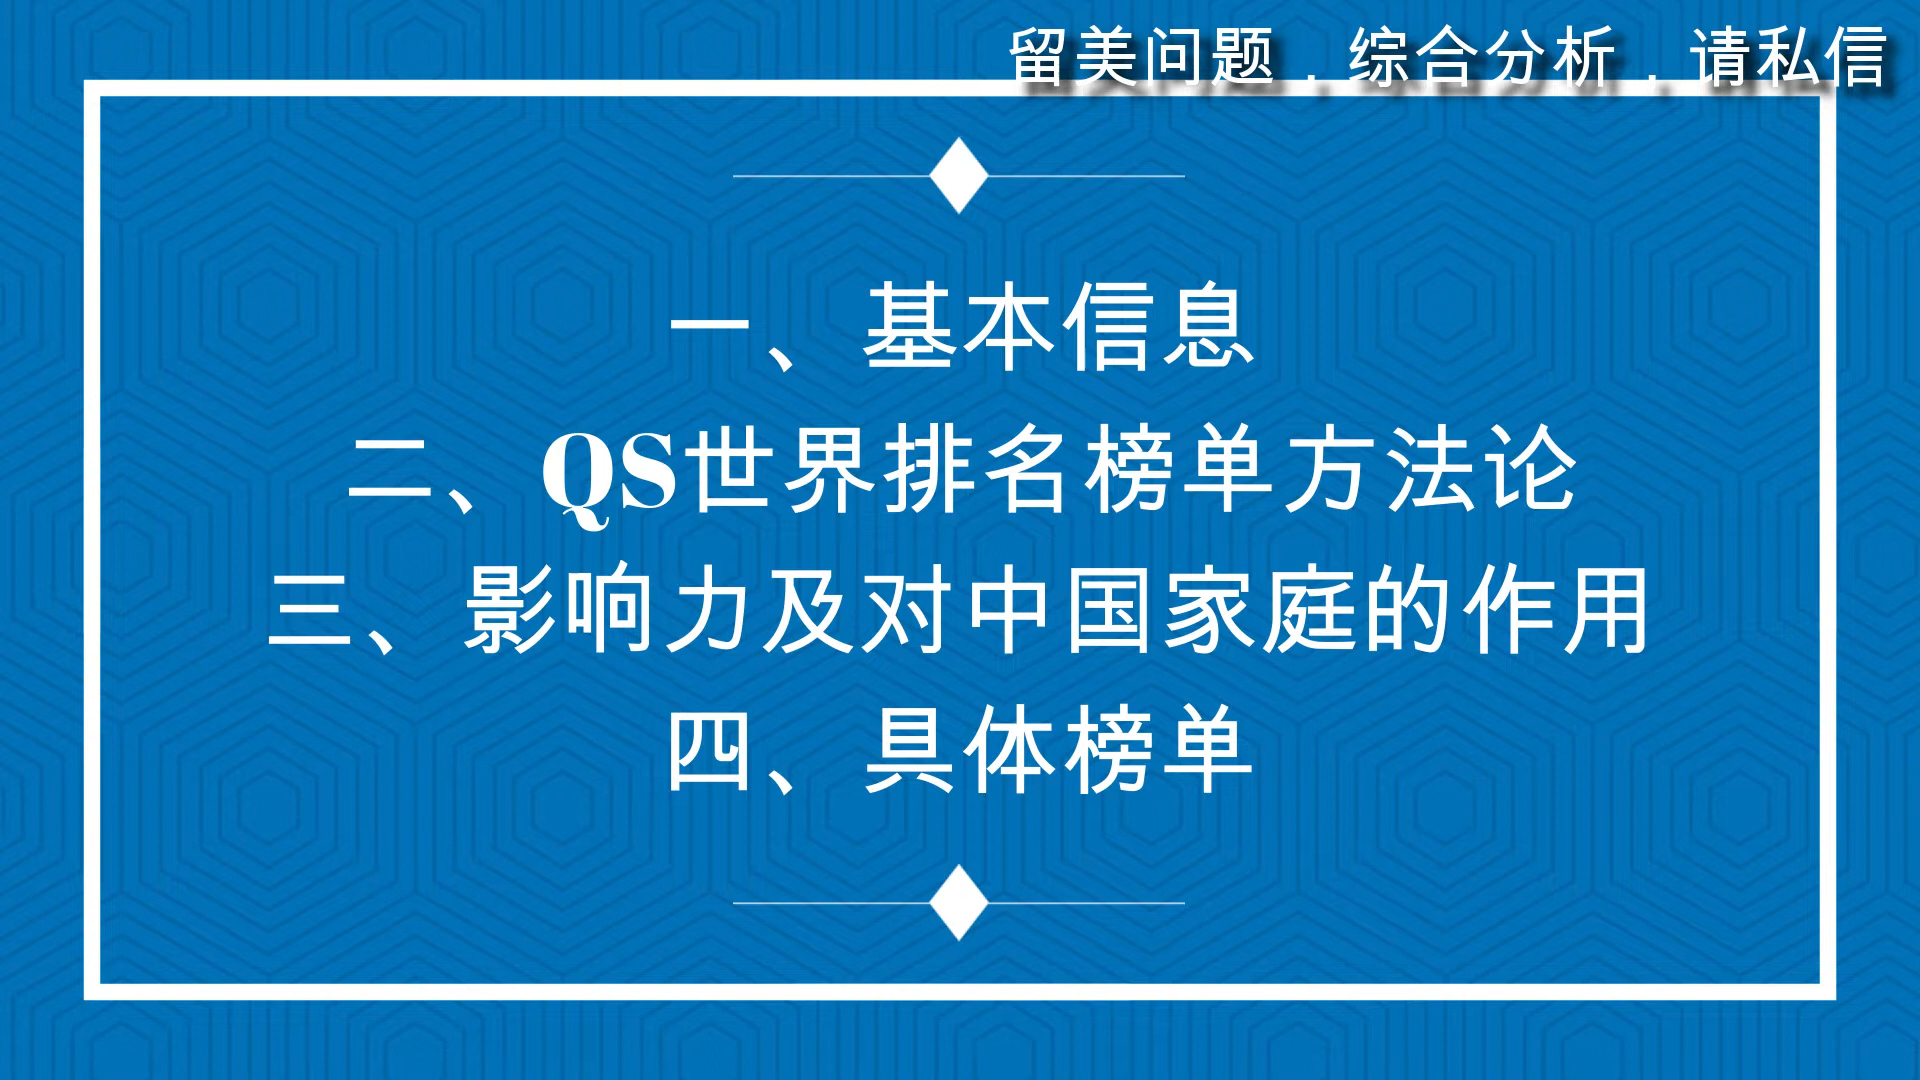 留美问题，综合分析，请私信
一、基本信息
二、QS世界排名榜单方法论
三、影响力及对中国家庭的作用
四、具体榜单